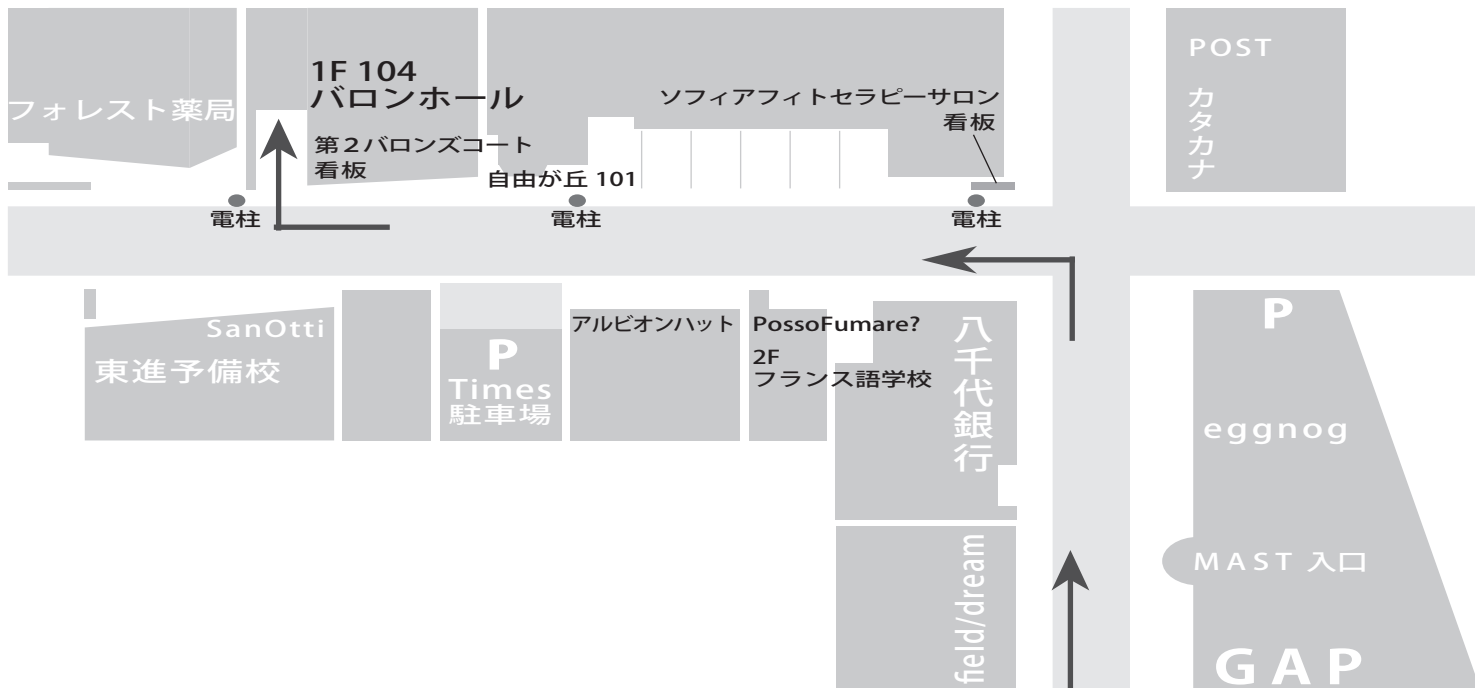 フォレスト薬局
1F 104
バロンホール
第2バロンズコート
看板
自由が丘 101
ソフィアフィトセラピーサロン
看板
POST
カタカナ
電柱
電柱
電柱
SanOtti
東進予備校
P
Times
駐車場
アルビオンハット
PossoFumare?
2F
フランス語学校
八千代銀行
field/dream
P
eggnog
MAST 入口
GAP